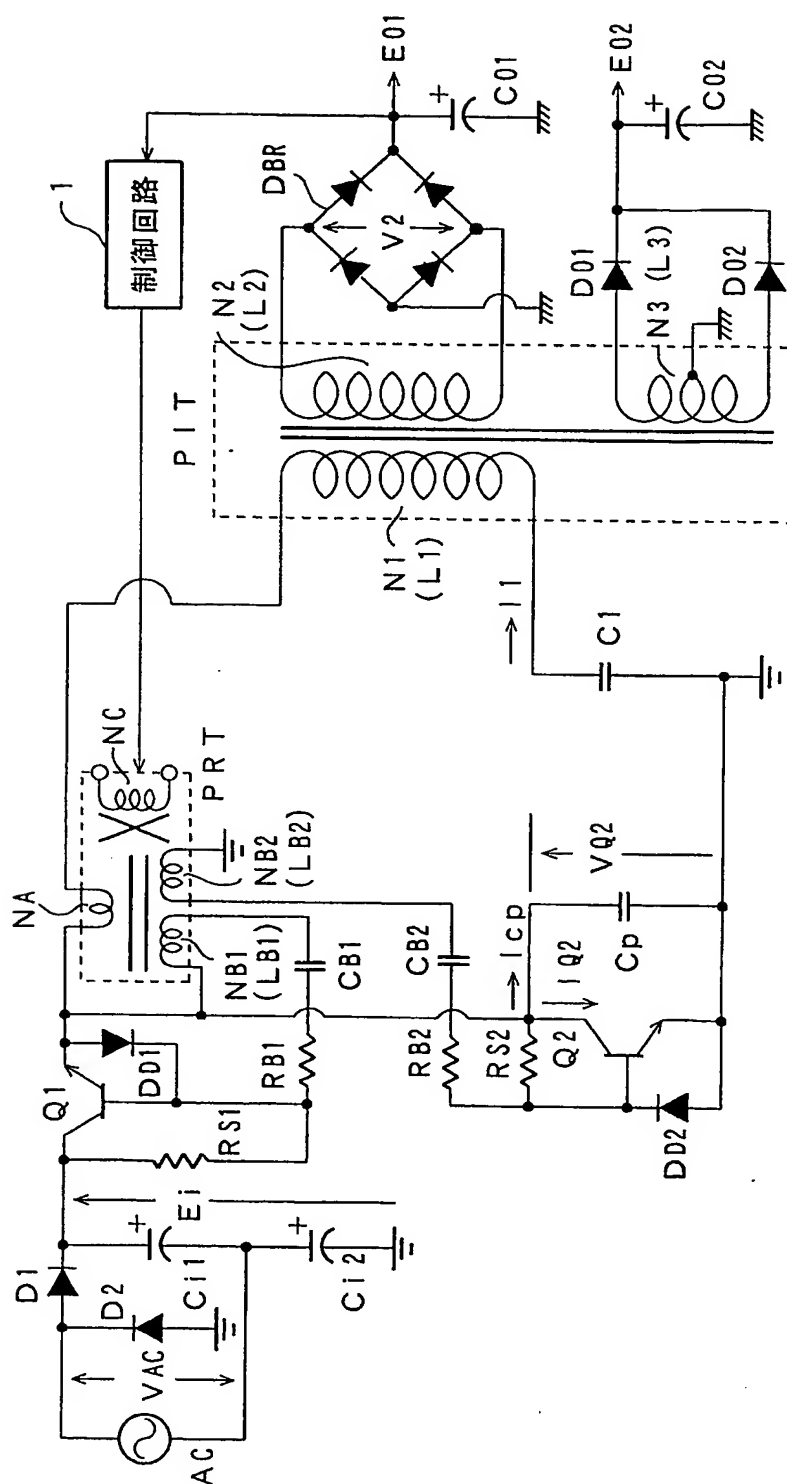 1
制御回路
E01
C01
+
DBR
V2
N2
(L2)
PIT
N1
(L1)
I1
C1
E02
C02
+
D01
N3 (L3)
D02
NA
NC
PRT
NB2
(LB2)
NB1
(LB1)
CB1
RB1
CB2
RB2
RS2
Icp
IQ2
VQ2
Cp
Q2
DD2
Q1
DD1
RS1
Ei
D1
D2
Ci1
+
Ci2
+
VAC
AC